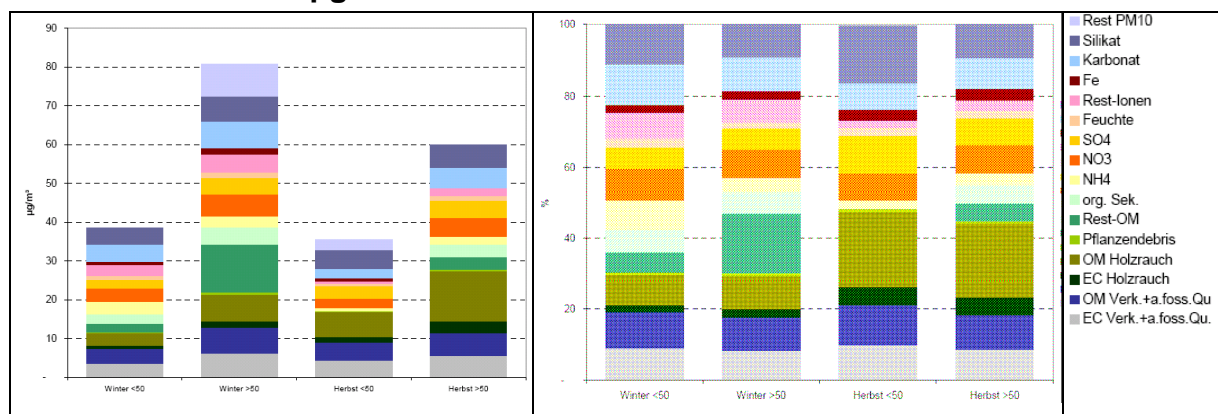 90
80
70
60
50
40
30
20
10
-
µg/m³
Winter <50
Winter >50
Herbst <50
Herbst >50
100
80
60
40
20
-
%
Winter <50
Winter >50
Herbst <50
Herbst >50
Rest PM10
Silikat
Karbonat
Fe
Rest-Ionen
Feuchte
SO4
NO3
NH4
org. Sek.
Rest-OM
Pflanzendebris
OM Holzrauch
EC Holzrauch
OM Verk.+a.foss.Qu.
EC Verk.+a.foss.Qu.